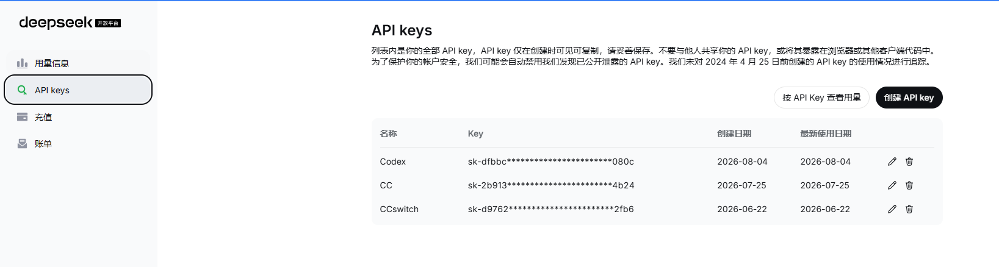 deepseek 开放平台
用量信息
API keys
充值
账单
API keys
列表内是你的全部 API key，API key 仅在创建时可见可复制，请妥善保存。不要与他人共享你的 API key，或将其暴露在浏览器或其他客户端代码中。
为了保护你的帐户安全，我们可能会自动禁用我们发现已公开泄露的 API key。我们未对 2024 年 4 月 25 日前创建的 API key 的使用情况进行追踪。
按 API Key 查看用量 创建 API key
名称 Key 创建日期 最新使用日期
Codex sk-dfbbc***********************080c 2026-08-04 2026-08-04
CC sk-2b913***********************4b24 2026-07-25 2026-07-25
CCswitch sk-d9762***********************2fb6 2026-06-22 2026-06-22